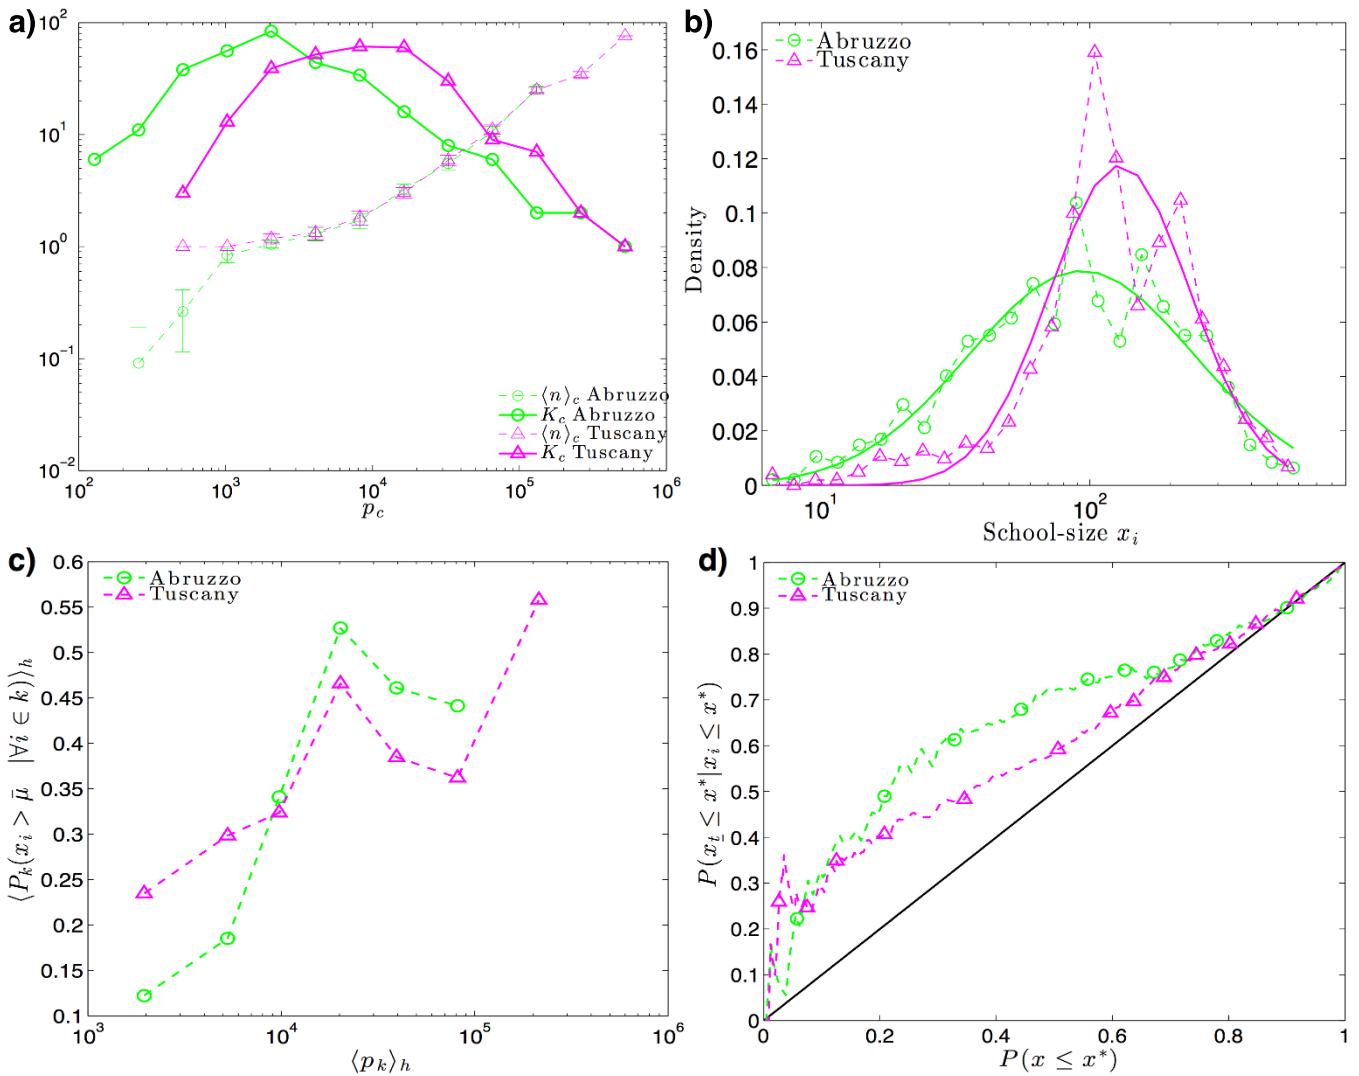 a)
10^2
10^1
10^0
10^-1
10^-2
10^2 10^3 10^4 10^5 10^6
p_c
⟨n⟩_c Abruzzo
K_c Abruzzo
⟨n⟩_c Tuscany
K_c Tuscany
b)
Abruzzo
Tuscany
0.16
0.14
0.12
0.1
0.08
0.06
0.04
0.02
0
Density
10^1 10^2
School-size x_i
c)
Abruzzo
Tuscany
0.6
0.55
0.5
0.45
0.4
0.35
0.3
0.25
0.2
0.15
0.1
⟨P_k(x_i > μ̄ |∀i ∈ k)⟩_h
10^3 10^4 10^5 10^6
⟨p_k⟩_h
d)
Abruzzo
Tuscany
1
0.9
0.8
0.7
0.6
0.5
0.4
0.3
0.2
0.1
0
P(x_t ≤ x*|x_i ≤ x*)
0 0.2 0.4 0.6 0.8 1
P(x ≤ x*)